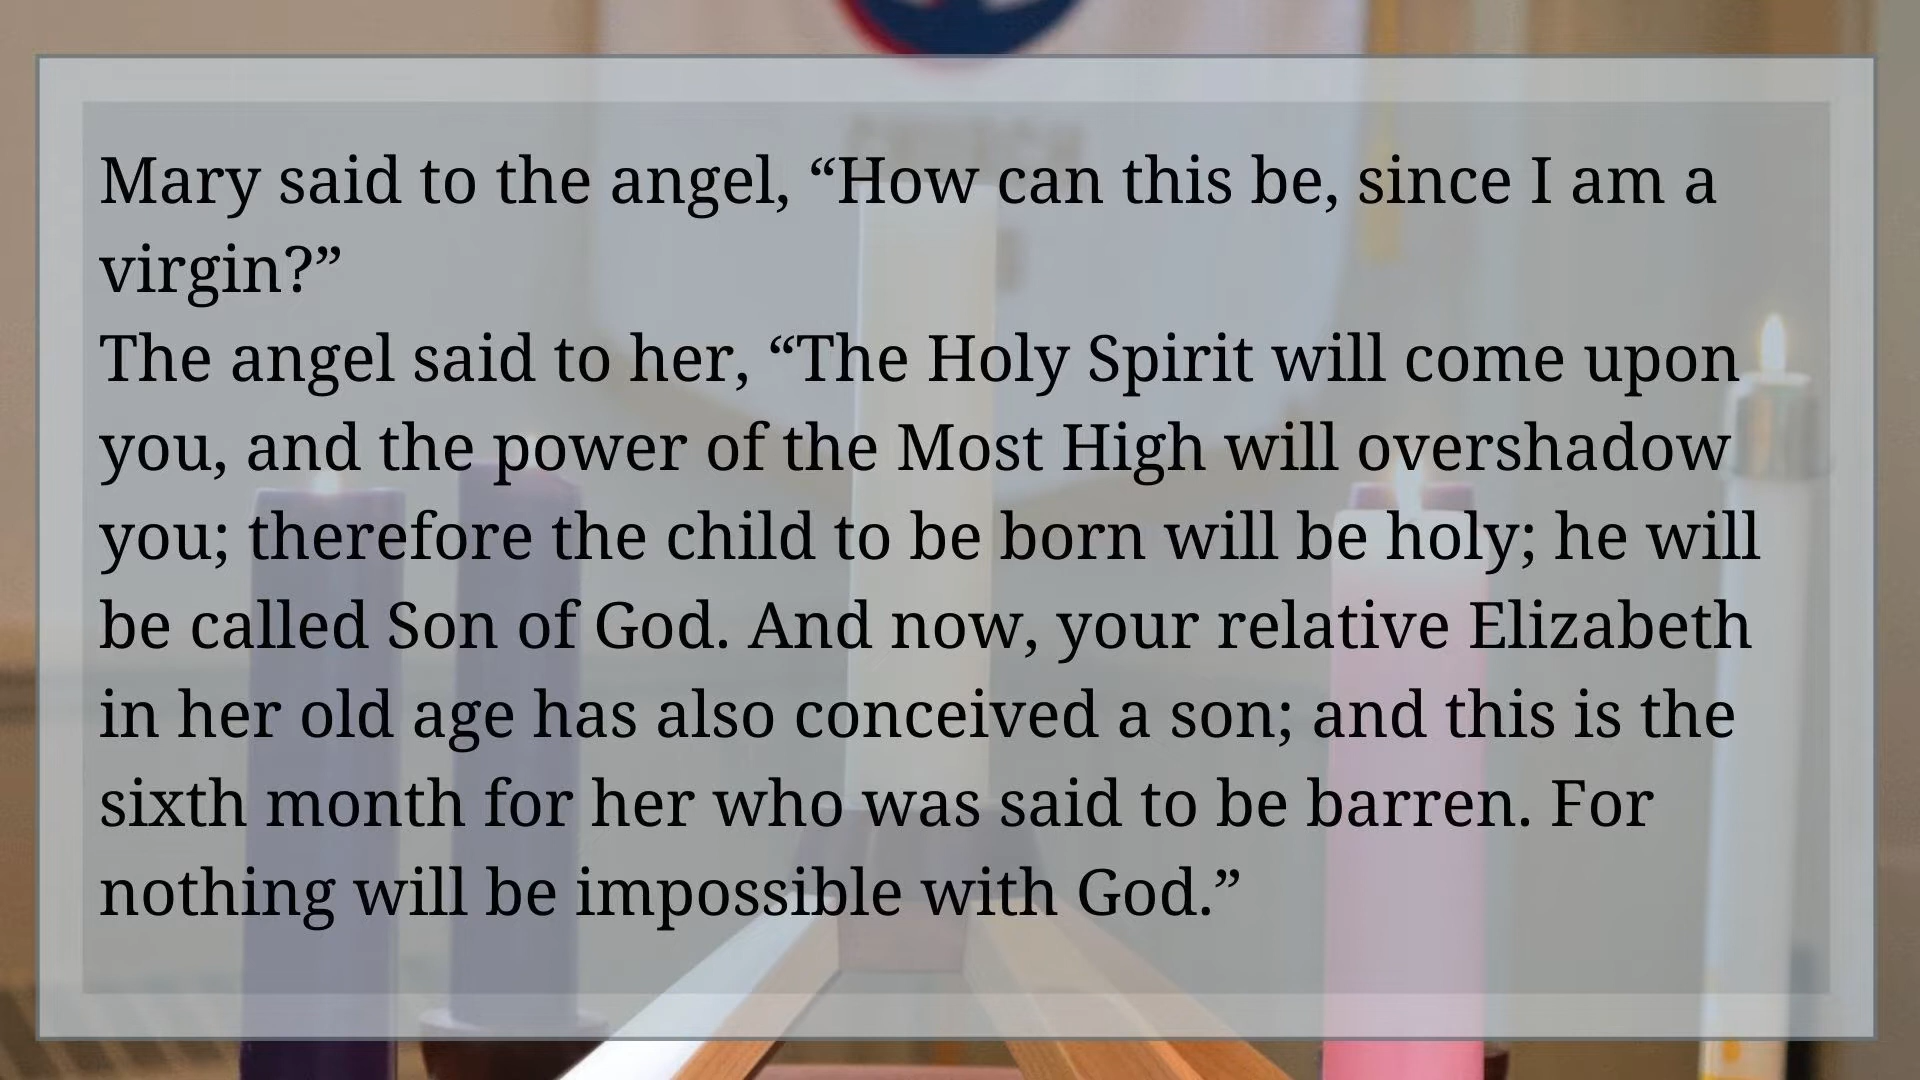 Mary said to the angel, “How can this be, since I am a
virgin?”
The angel said to her, “The Holy Spirit will come upon
you, and the power of the Most High will overshadow
you; therefore the child to be born will be holy; he will
be called Son of God. And now, your relative Elizabeth
in her old age has also conceived a son; and this is the
sixth month for her who was said to be barren. For
nothing will be impossible with God.”